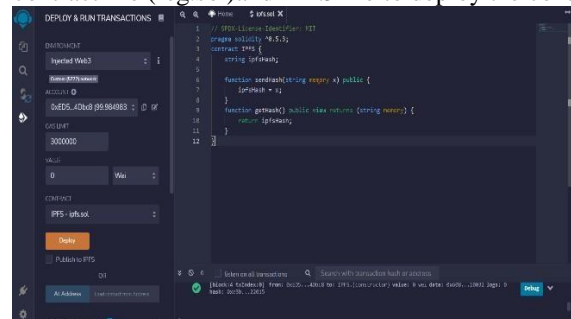 DEPLOY & RUN TRANSACTIONS
ENVIRONMENT
Injected Web3
ACCOUNT
GAS LIMIT
3000000
VALUE
0 Wei
CONTRACT
IPFS - ipfs.sol
Deploy
Publish to IPFS
OR
At Address
Home ipfs.sol
1 // SPDX-License-Identifier: MIT
2 pragma solidity ^0.5.3;
3 contract IPFS {
4 string ipfsHash;
5
6 function sendHash(string memory x) public {
7 ipfsHash = x;
8 }
9 function getHash() public view returns (string memory) {
10 return ipfsHash;
11 }
12 }
0 listen on all transactions Search with transaction hash or address
Debug